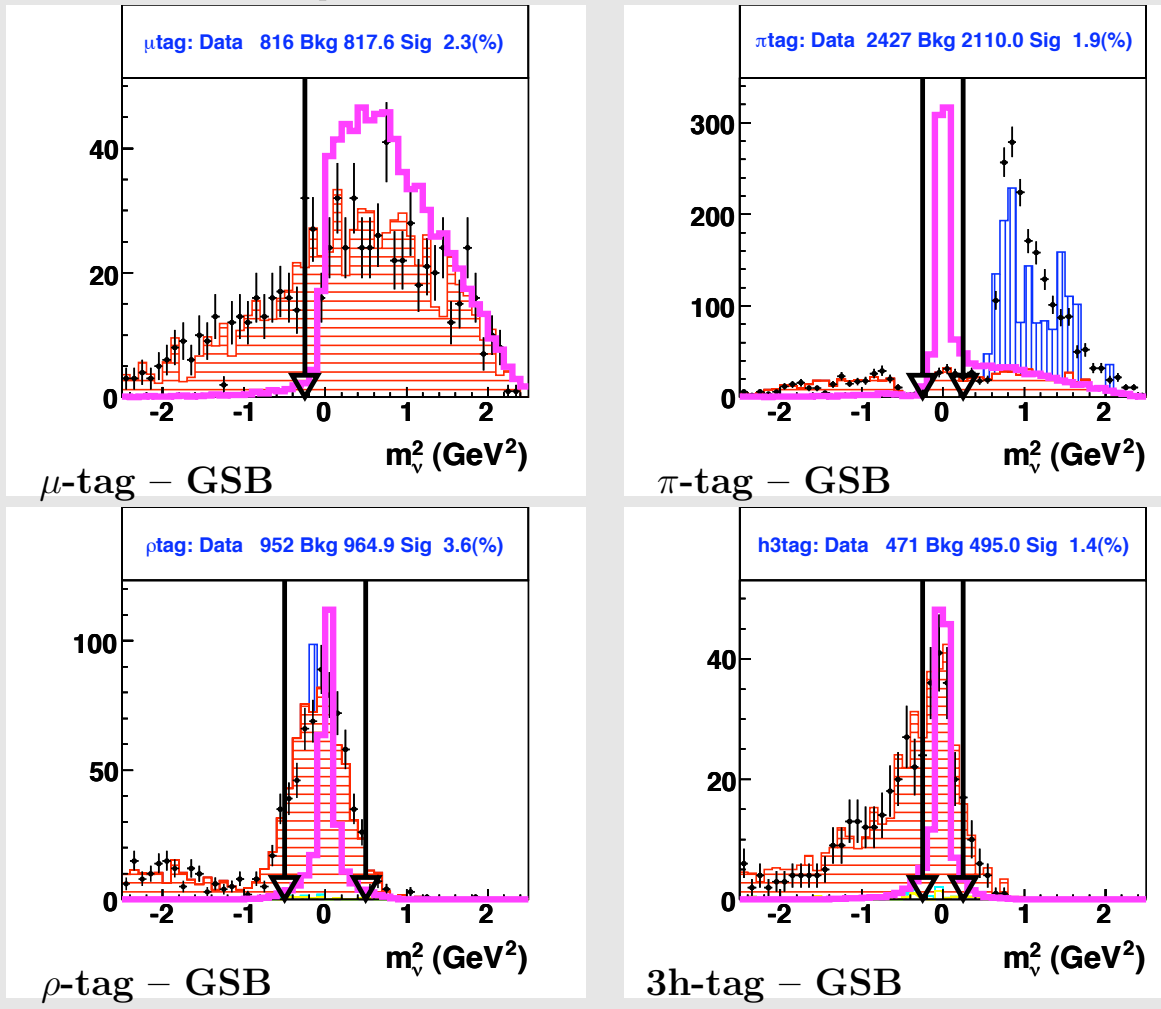 μtag: Data 816 Bkg 817.6 Sig 2.3(%)
40
20
0
-2 -1 0 1 2
m²ᵥ (GeV²)
μ-tag – GSB
πtag: Data 2427 Bkg 2110.0 Sig 1.9(%)
300
200
100
0
-2 -1 0 1 2
m²ᵥ (GeV²)
π-tag – GSB
ρtag: Data 952 Bkg 964.9 Sig 3.6(%)
100
50
0
-2 -1 0 1 2
m²ᵥ (GeV²)
ρ-tag – GSB
h3tag: Data 471 Bkg 495.0 Sig 1.4(%)
40
20
0
-2 -1 0 1 2
m²ᵥ (GeV²)
3h-tag – GSB